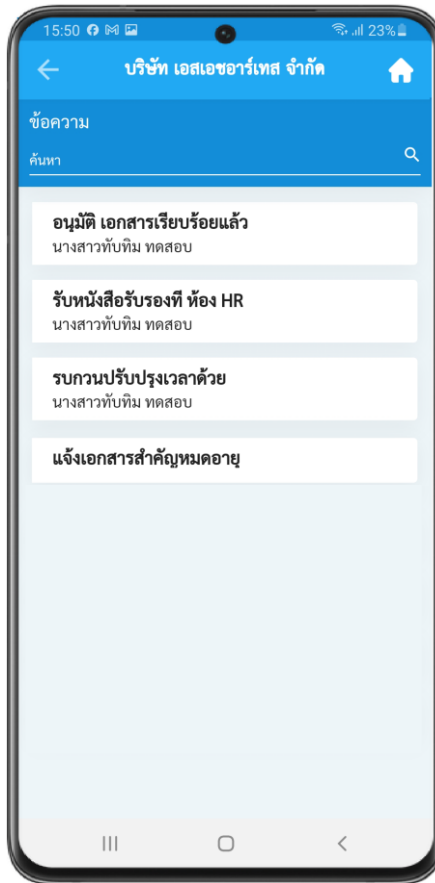 15:50 23%
บริษัท เอสเอชอาร์เทส จำกัด
ข้อความ
ค้นหา
อนุมัติ เอกสารเรียบร้อยแล้ว
นางสาวทับทิม ทดสอบ
รับหนังสือรับรองที่ ห้อง HR
นางสาวทับทิม ทดสอบ
รบกวนปรับปรุงเวลาด้วย
นางสาวทับทิม ทดสอบ
แจ้งเอกสารสำคัญหมดอายุ